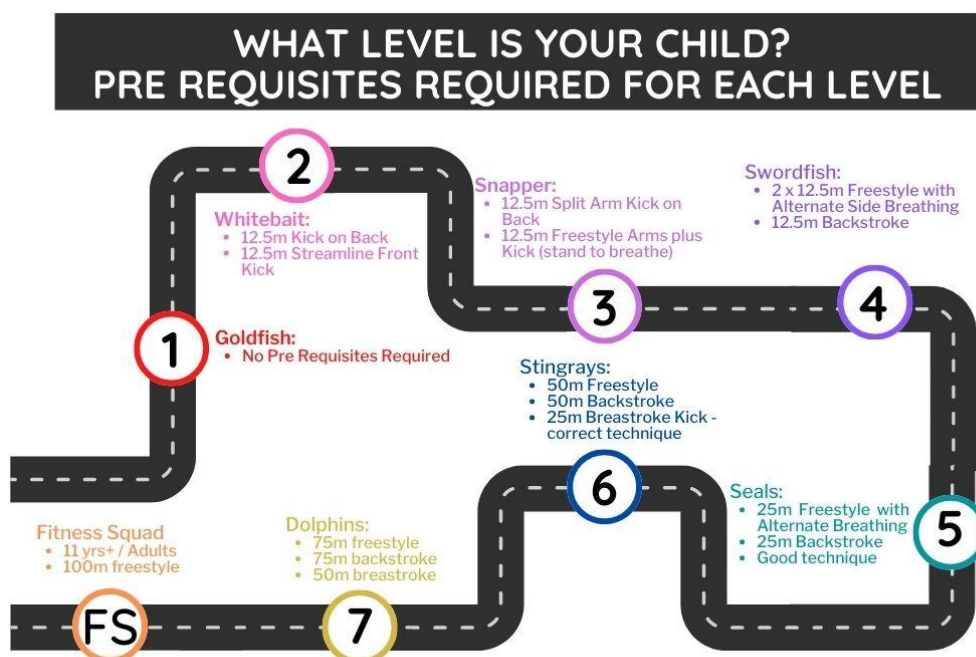 WHAT LEVEL IS YOUR CHILD?
PRE REQUISITES REQUIRED FOR EACH LEVEL
1
Goldfish:
• No Pre Requisites Required
2
Whitebait:
• 12.5m Kick on Back
• 12.5m Streamline Front
Kick
3
Snapper:
• 12.5m Split Arm Kick on
Back
• 12.5m Freestyle Arms plus
Kick (stand to breathe)
4
Swordfish:
• 2 x 12.5m Freestyle with
Alternate Side Breathing
• 12.5m Backstroke
5
Seals:
• 25m Freestyle with
Alternate Breathing
• 25m Backstroke
• Good technique
6
Stingrays:
• 50m Freestyle
• 50m Backstroke
• 25m Breastroke Kick -
correct technique
7
Dolphins:
• 75m freestyle
• 75m backstroke
• 50m breastroke
FS
Fitness Squad
• 11 yrs+ / Adults
• 100m freestyle